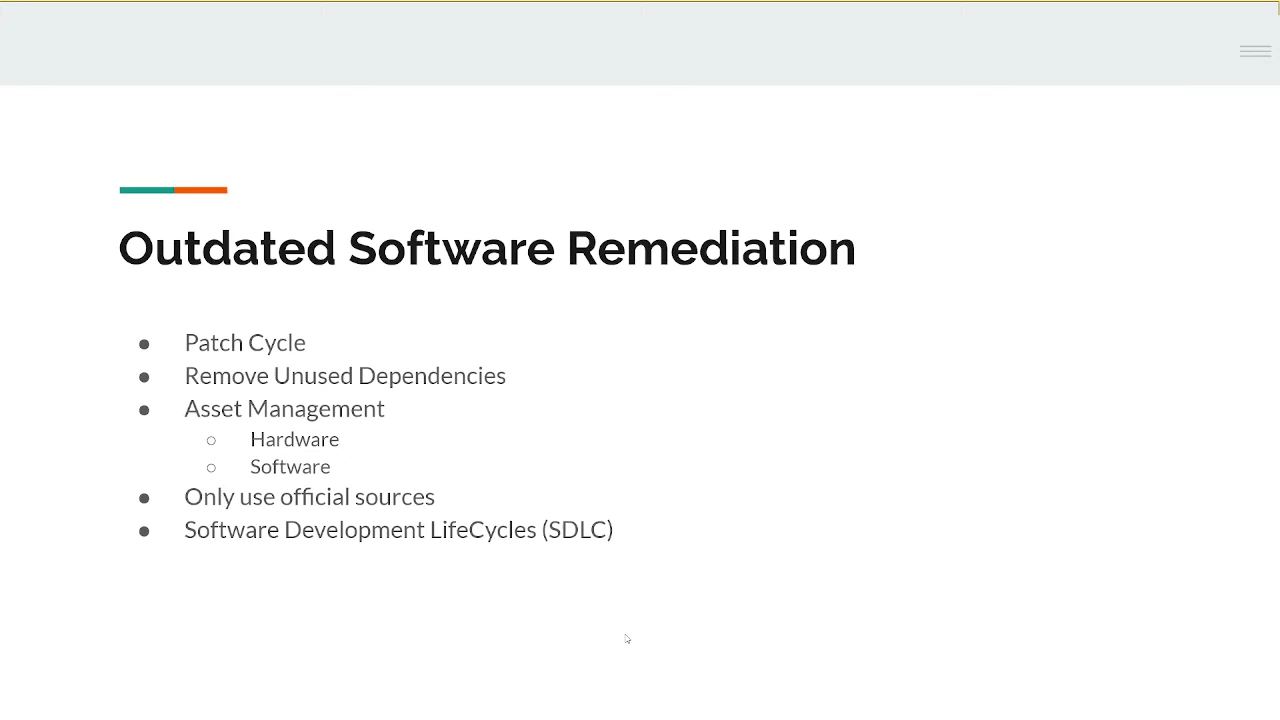 Outdated Software Remediation
● Patch Cycle
● Remove Unused Dependencies
● Asset Management
○ Hardware
○ Software
● Only use official sources
● Software Development LifeCycles (SDLC)